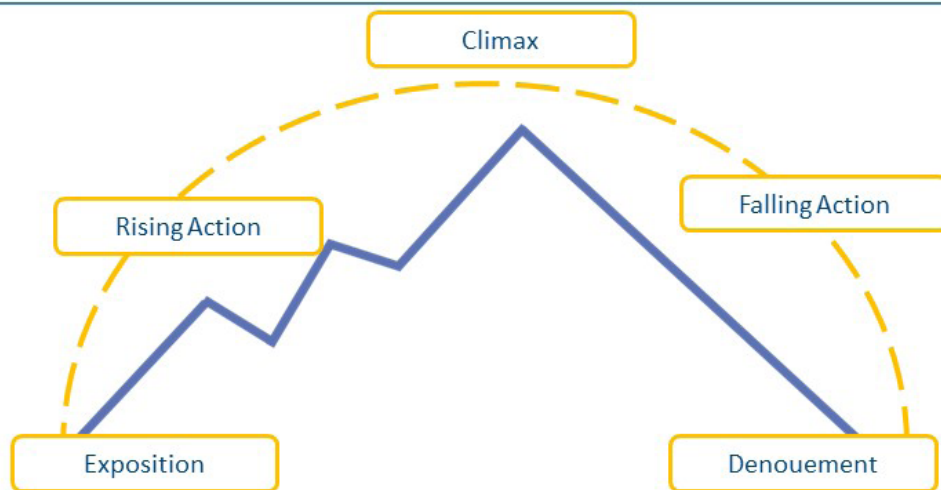 Climax
Rising Action
Falling Action
Exposition
Denouement